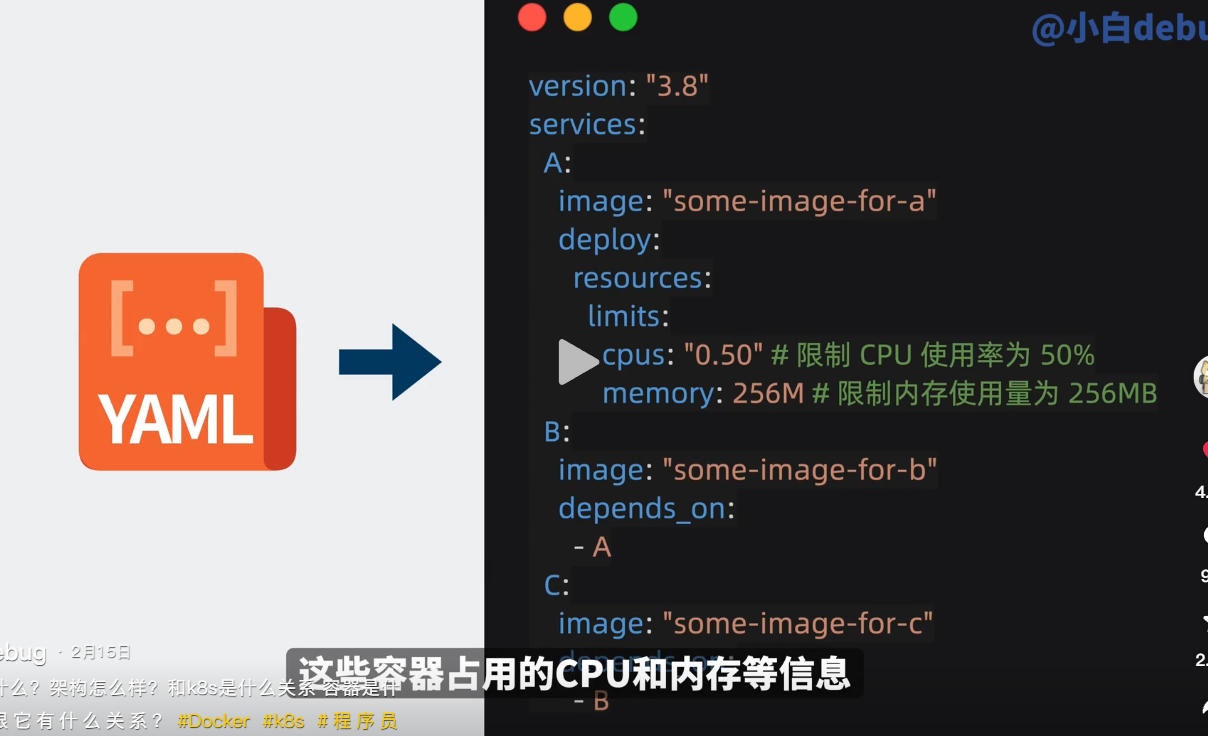 @小白debu
version: "3.8"
services:
A:
image: "some-image-for-a"
deploy:
resources:
limits:
cpus: "0.50" # 限制 CPU 使用率为 50%
memory: 256M # 限制内存使用量为 256MB
B:
image: "some-image-for-b"
depends_on:
- A
C:
image: "some-image-for-c"
depends_on:
- B
[...]
YAML
这些容器占用的CPU和内存等信息
ebug · 2月15日
什么？架构怎么样？和k8s是什么关系 容器是什
跟它有什么关系？ #Docker #k8s #程序员
4.
9
2.